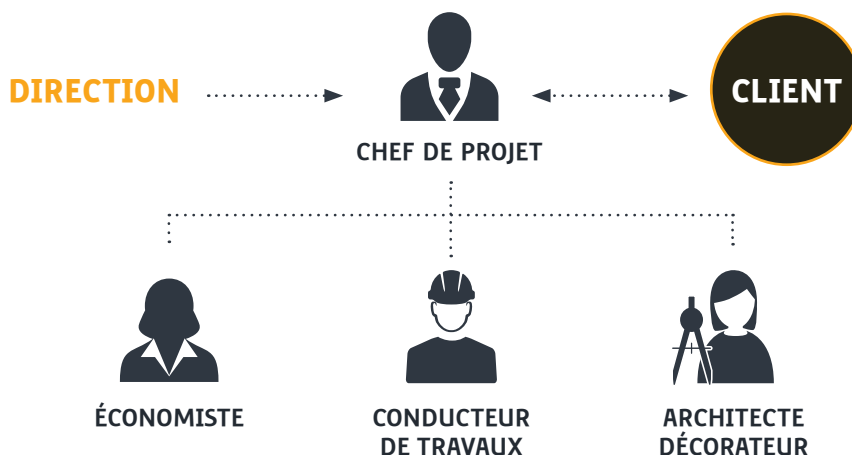 DIRECTION
CLIENT
CHEF DE PROJET
ÉCONOMISTE
CONDUCTEUR
DE TRAVAUX
ARCHITECTE
DÉCORATEUR